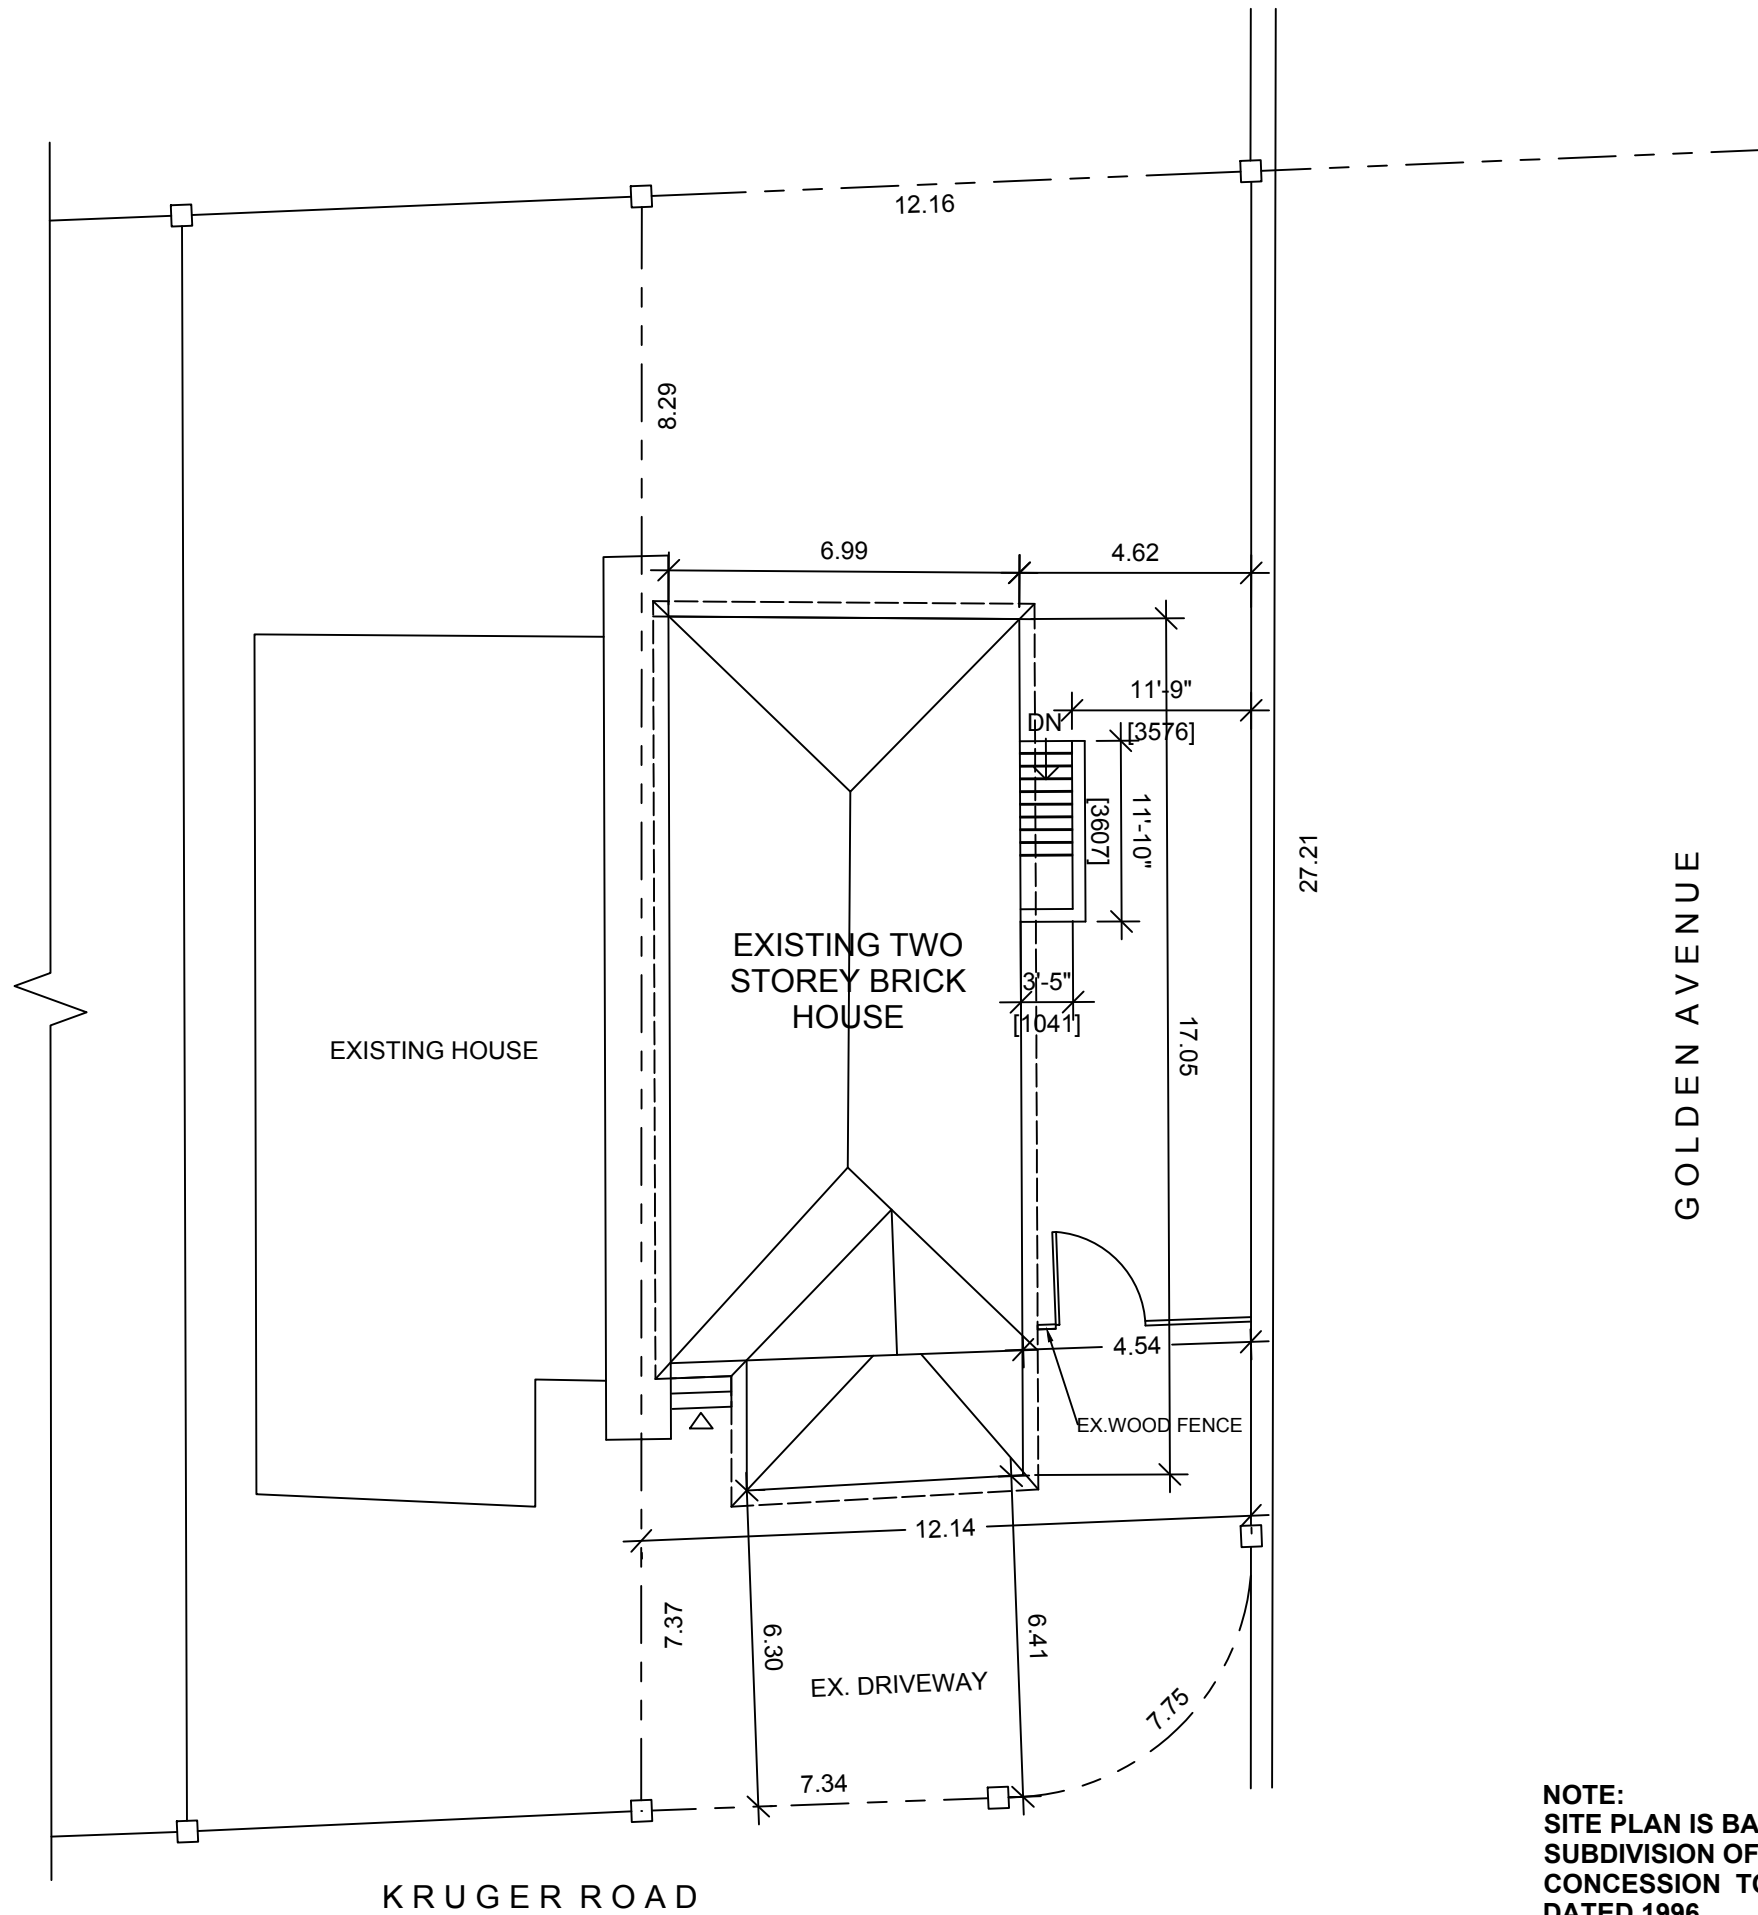 12.16
8.29
6.99
4.62
11'-9"
[3576]
DN
11'-10"
[3607]
27.21
GOLDEN AVENUE
EXISTING TWO
STOREY BRICK
HOUSE
3'-5"
[1041]
17.05
EXISTING HOUSE
4.54
EX.WOOD FENCE
12.14
7.37
6.30
6.41
EX. DRIVEWAY
7.75
7.34
KRUGER ROAD
NOTE:
SITE PLAN IS BA
SUBDIVISION OF
CONCESSION TO
DATED 1996